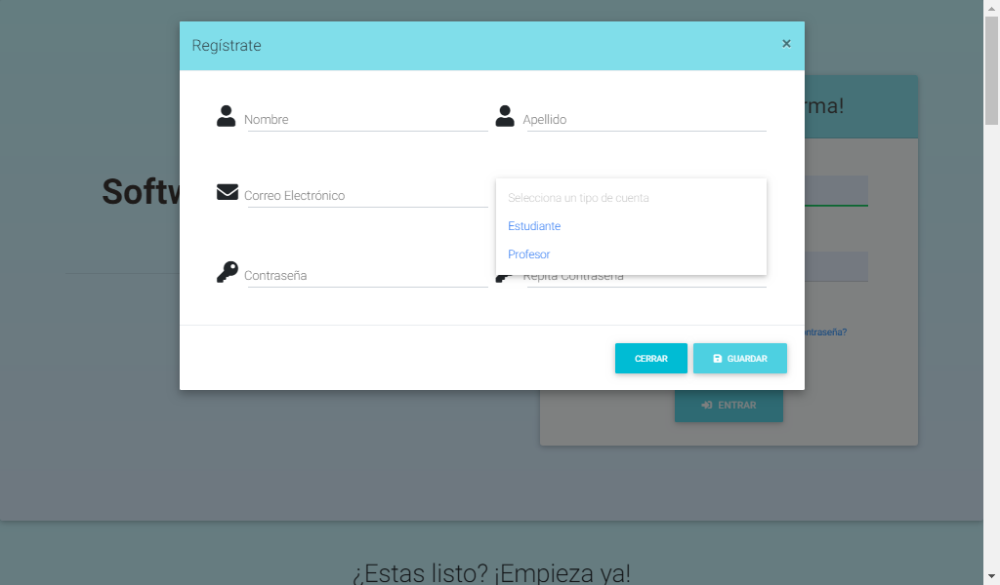 Regístrate
×
rma!
Nombre
Apellido
Softw
Correo Electrónico
Selecciona un tipo de cuenta
Estudiante
Profesor
Contraseña
Repita Contraseña
ontraseña?
CERRAR
GUARDAR
ENTRAR
¿Estas listo? ¡Empieza ya!